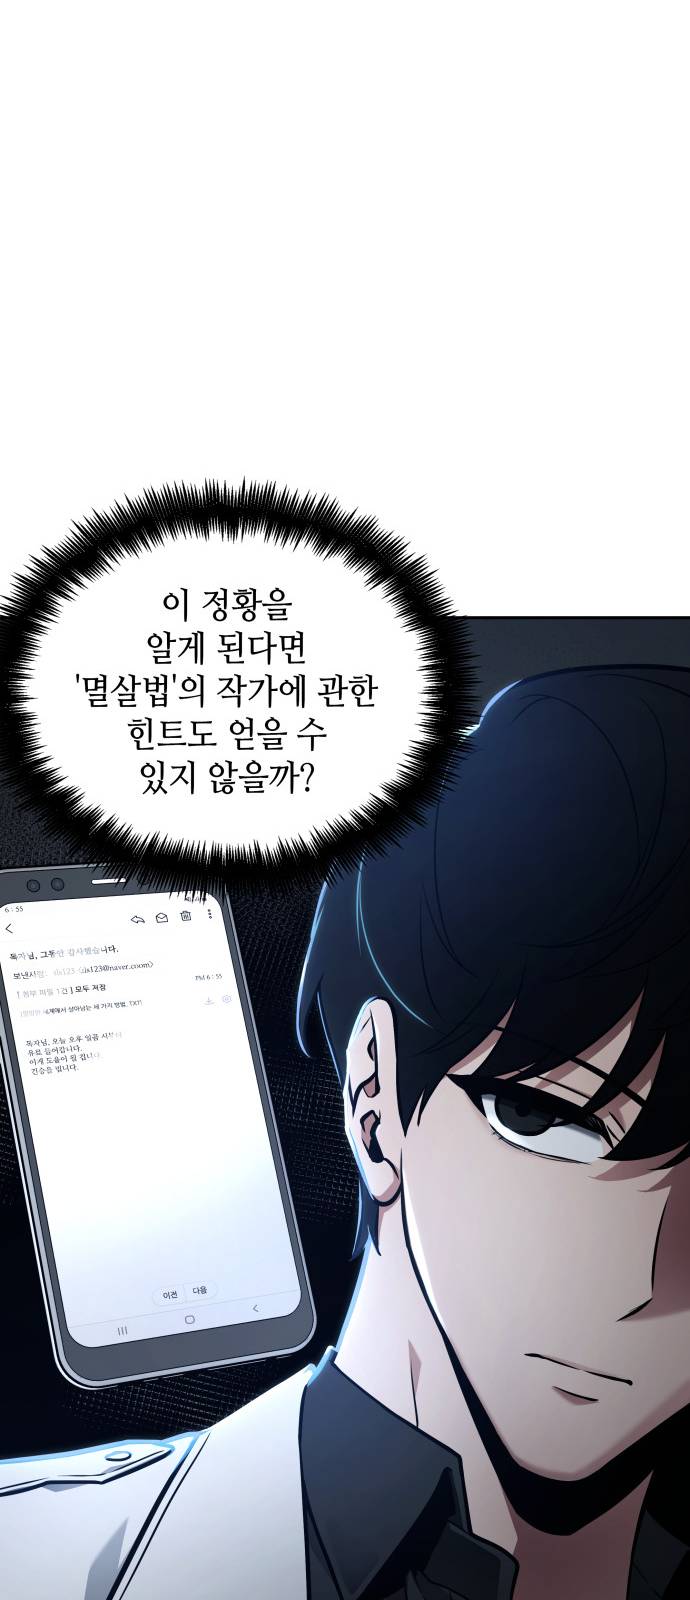 이 정황을
알게 된다면
'멸살법'의 작가에 관한
힌트도 얻을 수
있지 않을까?
6 : 55
독자님, 그동안 감사했습니다.
보낸사람: sls123 <sls123@naver.coom>
PM 6 : 55
[ 첨부 파일 1건 ] 모두 저장
[멸망한 세계에서 살아남는 세 가지 방법. TXT]
독자님, 오늘 오후 일곱 시부터
유료 들어갑니다.
이게 도움이 될 겁니다.
건승을 빕니다.
이전 다음